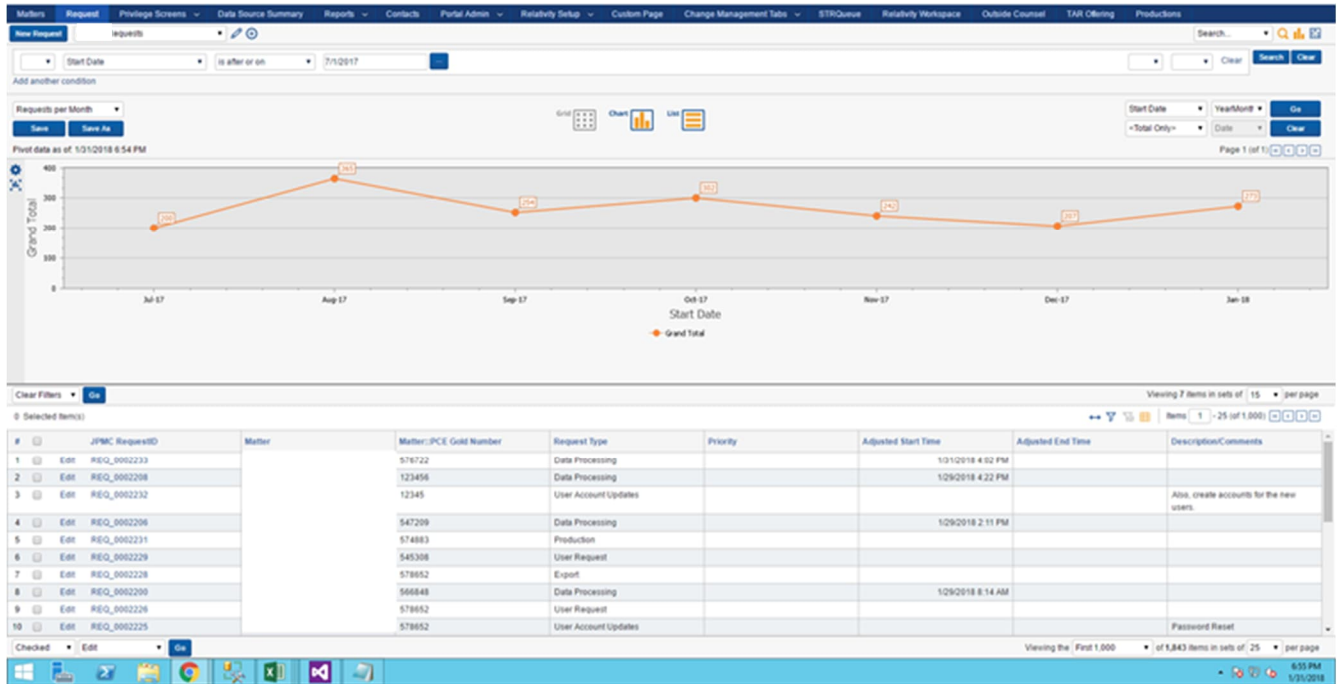 Matters Request Privilege Screens Data Source Summary Reports Contacts Portal Admin Relativity Setup Custom Page Change Management Tabs STRQueue Relativity Workspace Outside Counsel TAR Offering Productions
New Request equests Search...
Start Date is after or on 7/1/2017 ... Clear Search Clear
Add another condition
Requests per Month Grid Chart List Start Date YearMonth Go
Save Save As <Total Only> Date Clear
Pivot data as of: 1/31/2018 6:54 PM Page 1 (of 1)
400
300
200
100
0
Grand Total
200 365 254 302 242 207 273
Jul-17 Aug-17 Sep-17 Oct-17 Nov-17 Dec-17 Jan-18
Start Date
Grand Total
Clear Filters Go Viewing 7 items in sets of 15 per page
0 Selected Item(s) Items 1 - 25 (of 1,000)
# JPMC RequestID Matter Matter::PCE Gold Number Request Type Priority Adjusted Start Time Adjusted End Time Description/Comments
1 Edit REQ_0002233 576722 Data Processing 1/31/2018 4:02 PM
2 Edit REQ_0002208 123456 Data Processing 1/29/2018 4:22 PM
3 Edit REQ_0002232 12345 User Account Updates Also, create accounts for the new
users.
4 Edit REQ_0002206 547209 Data Processing 1/29/2018 2:11 PM
5 Edit REQ_0002231 574883 Production
6 Edit REQ_0002229 545308 User Request
7 Edit REQ_0002228 578652 Export
8 Edit REQ_0002200 566848 Data Processing 1/29/2018 8:14 AM
9 Edit REQ_0002226 578652 User Request
10 Edit REQ_0002225 578652 User Account Updates Password Reset
Checked Edit Go Viewing the First 1,000 of 1,843 items in sets of 25 per page
6:55 PM
1/31/2018